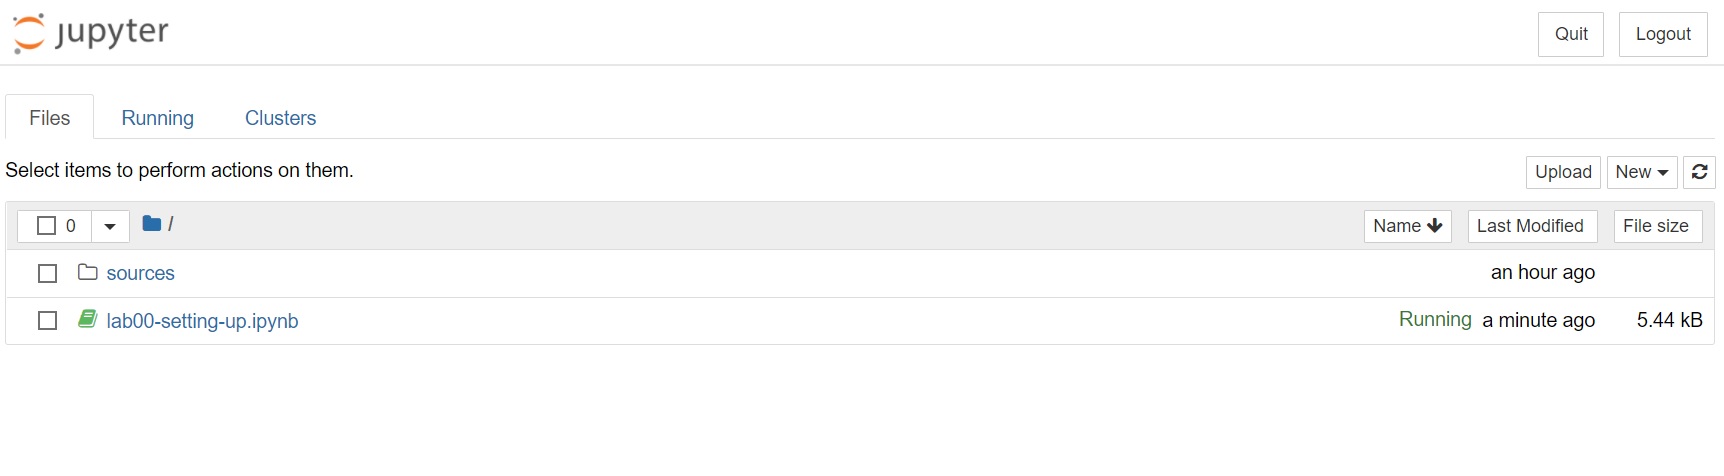 jupyter
Quit Logout
Files Running Clusters
Select items to perform actions on them.
Upload New
0 / Name Last Modified File size
sources an hour ago
lab00-setting-up.ipynb Running a minute ago 5.44 kB